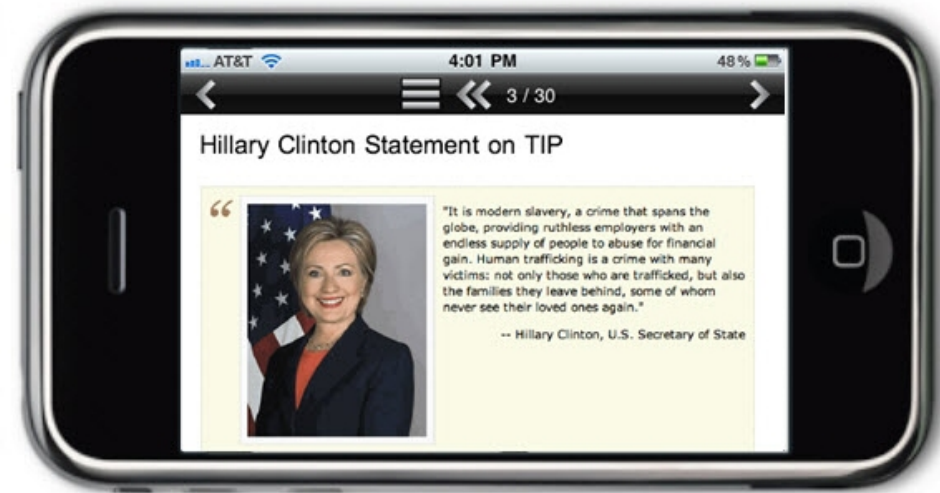 AT&T 4:01 PM 48%
3 / 30
Hillary Clinton Statement on TIP
"It is modern slavery, a crime that spans the
globe, providing ruthless employers with an
endless supply of people to abuse for financial
gain. Human trafficking is a crime with many
victims: not only those who are trafficked, but also
the families they leave behind, some of whom
never see their loved ones again."
-- Hillary Clinton, U.S. Secretary of State